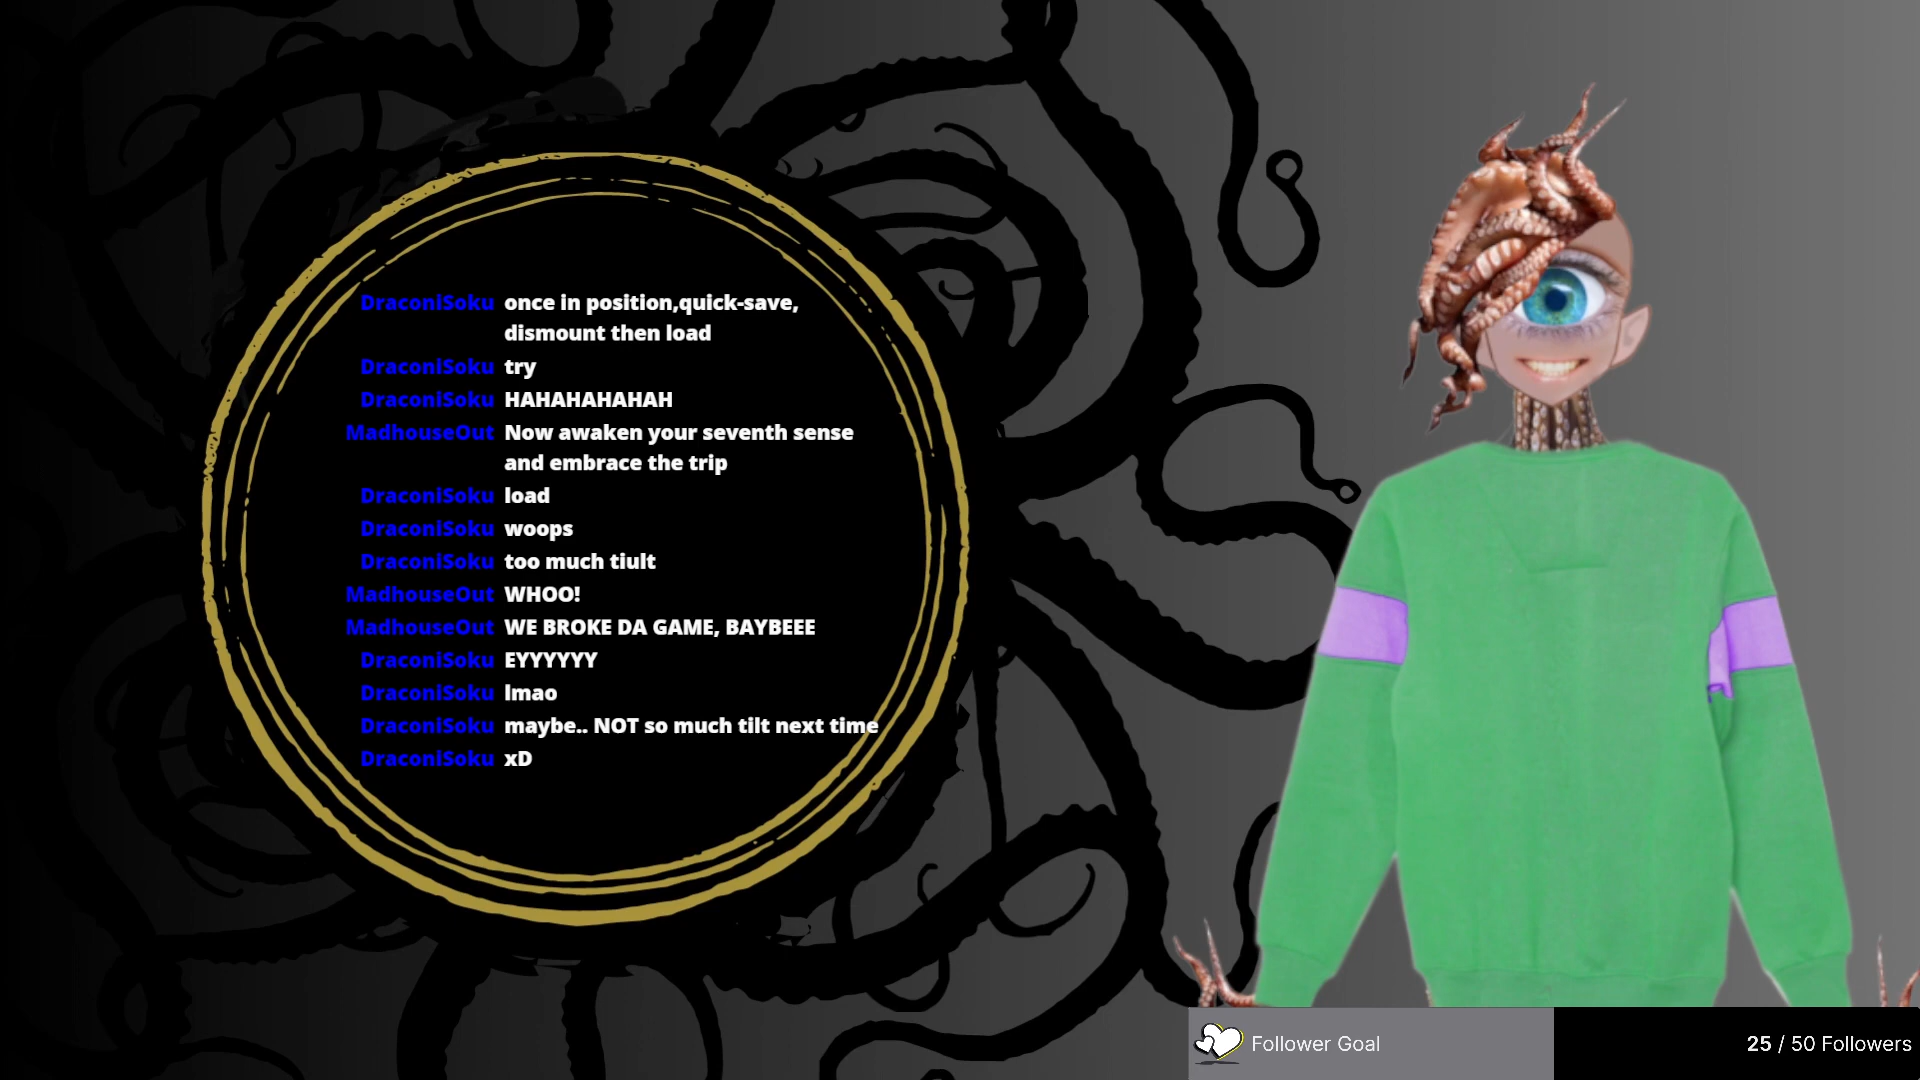 DraconiSoku once in position,quick-save,
dismount then load
DraconiSoku try
DraconiSoku HAHAHAHAHAH
MadhouseOut Now awaken your seventh sense
and embrace the trip
DraconiSoku load
DraconiSoku woops
DraconiSoku too much tiult
MadhouseOut WHOO!
MadhouseOut WE BROKE DA GAME, BAYBEEE
DraconiSoku EYYYYYY
DraconiSoku lmao
DraconiSoku maybe.. NOT so much tilt next time
DraconiSoku xD
Follower Goal 25 / 50 Followers